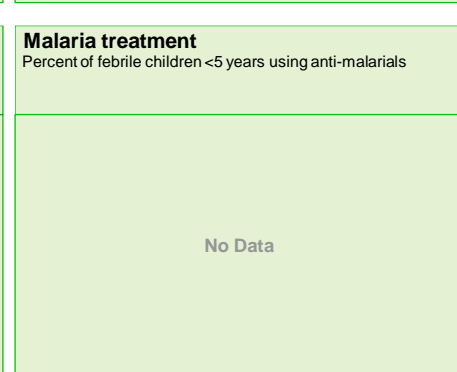 Malaria treatment
Percent of febrile children <5 years using anti-malarials
No Data